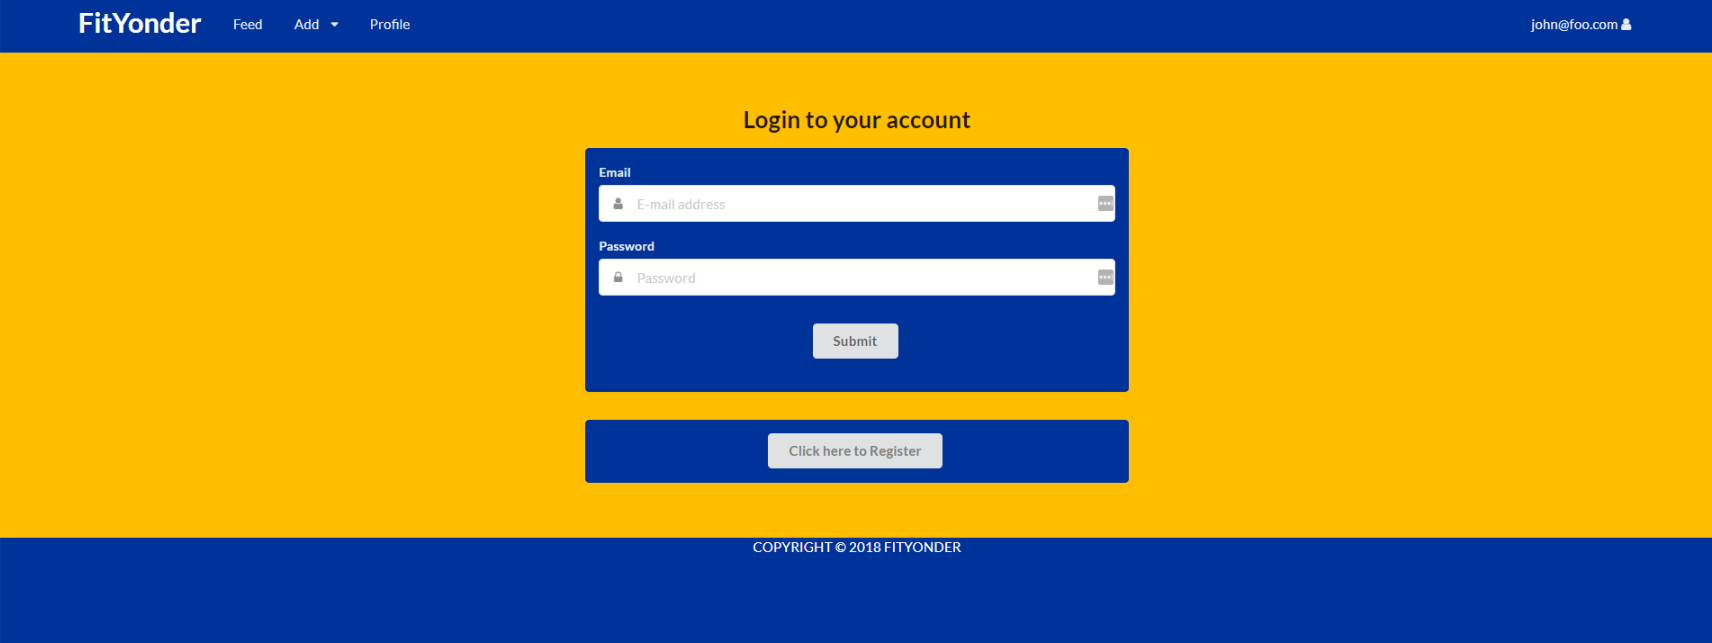 FitYonder Feed Add Profile john@foo.com
Login to your account
Email
E-mail address
Password
Password
Submit
Click here to Register
COPYRIGHT © 2018 FITYONDER